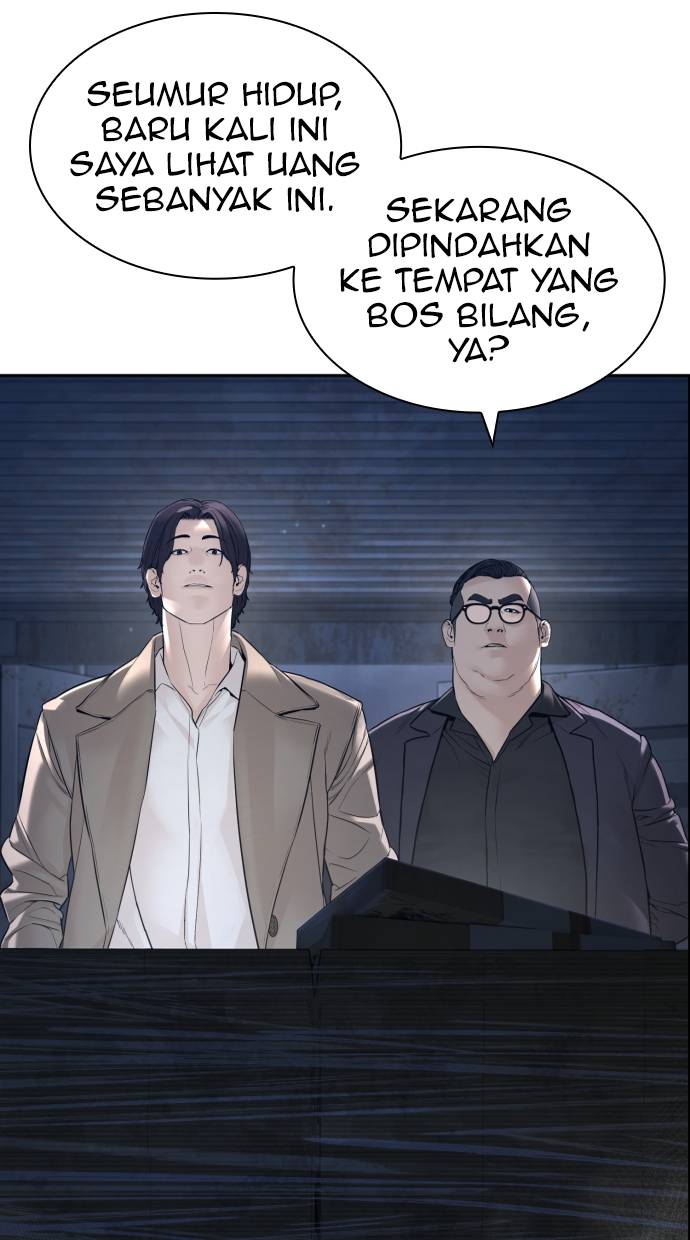 SEUMUR HIDUP,
BARU KALI INI
SAYA LIHAT UANG
SEBANYAK INI.
SEKARANG
DIPINDAHKAN
KE TEMPAT YANG
BOS BILANG,
YA?